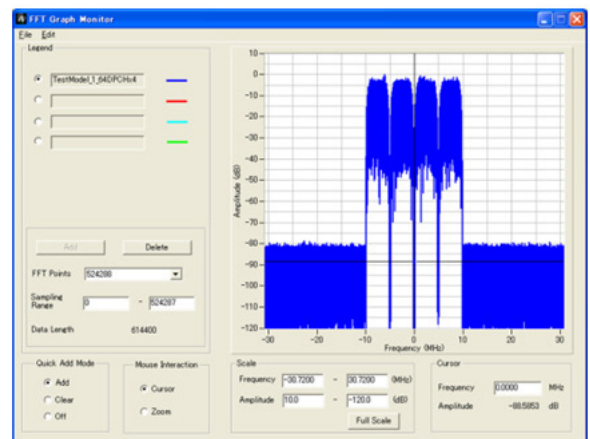 FFT Graph Monitor
File Edit
Legend
TestModel_1_64DPCHx4
Add Delete
FFT Points 524288
Sampling Range 0 - 524287
Data Length 614400
Quick Add Mode
Add
Clear
Off
Mouse Interaction
Cursor
Zoom
Amplitude (dB)
10
0
-10
-20
-30
-40
-50
-60
-70
-80
-90
-100
-110
-120
-30 -20 -10 0 10 20 30
Frequency (MHz)
Scale
Frequency -30.7200 - 30.7200 (MHz)
Amplitude 10.0 - -120.0 (dB)
Full Scale
Cursor
Frequency 0.0000 MHz
Amplitude -88.5853 dB